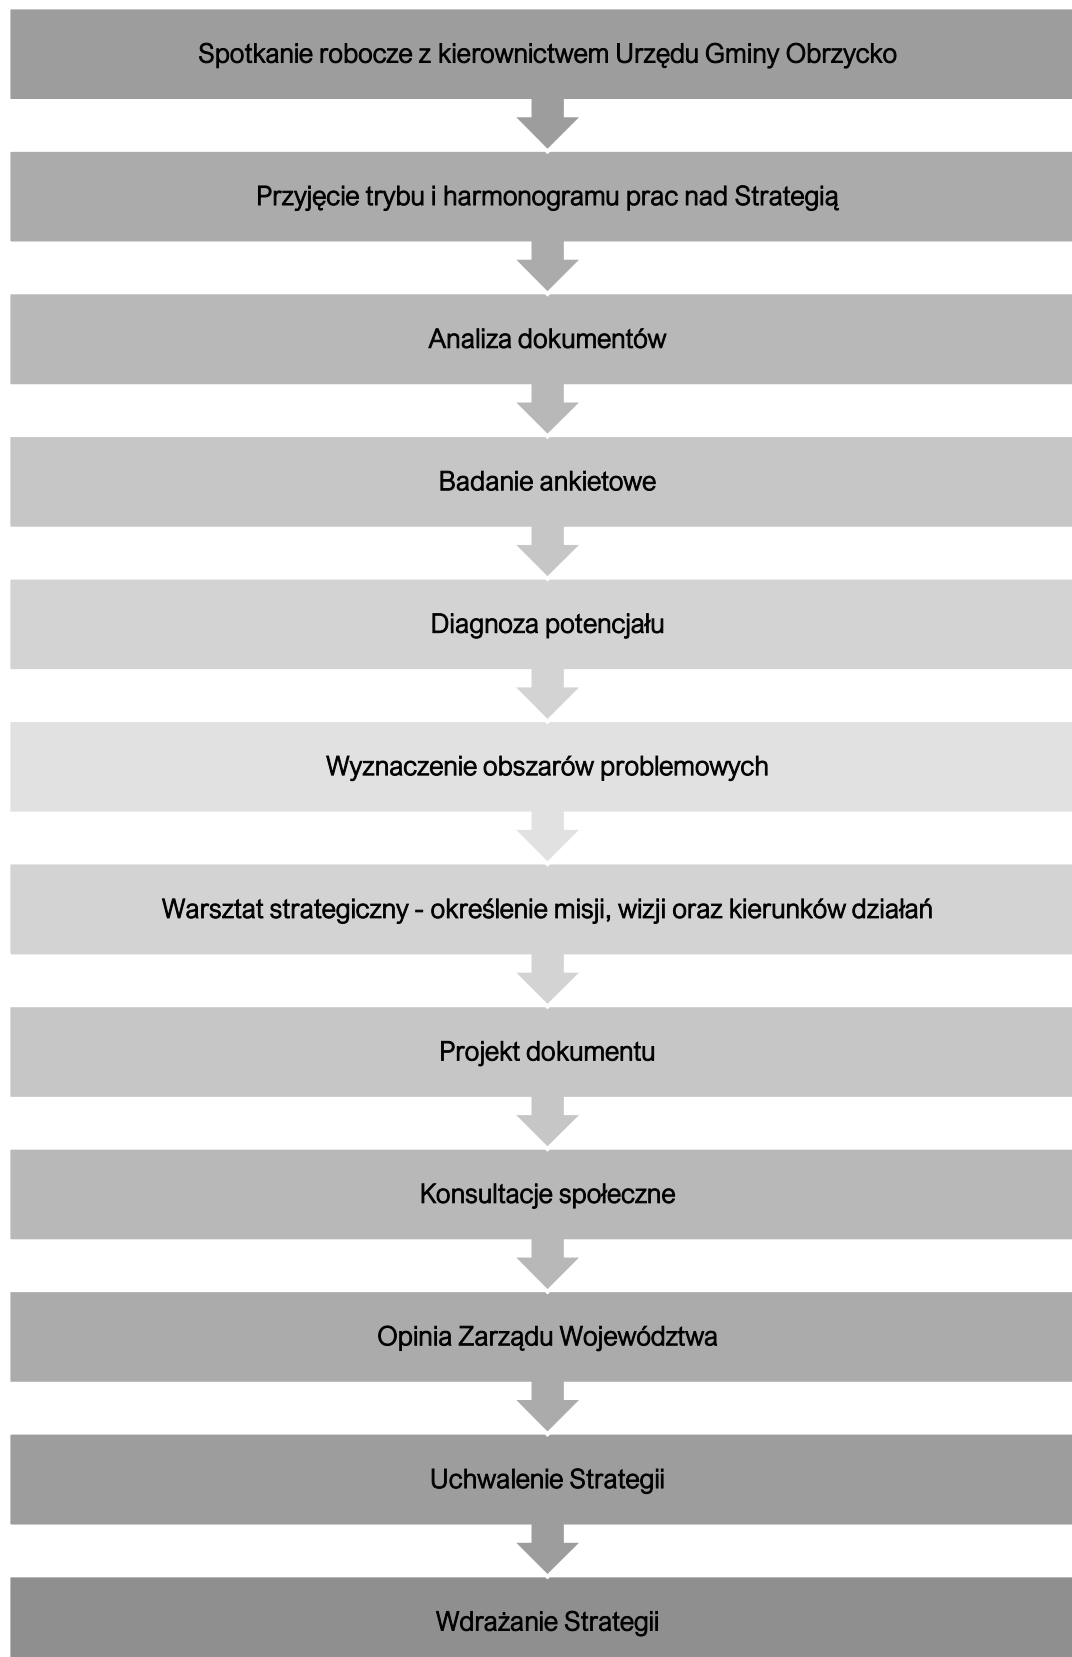 Spotkanie robocze z kierownictwem Urzędu Gminy Obrzycko
Przyjęcie trybu i harmonogramu prac nad Strategią
Analiza dokumentów
Badanie ankietowe
Diagnoza potencjału
Wyznaczenie obszarów problemowych
Warsztat strategiczny - określenie misji, wizji oraz kierunków działań
Projekt dokumentu
Konsultacje społeczne
Opinia Zarządu Województwa
Uchwalenie Strategii
Wdrażanie Strategii